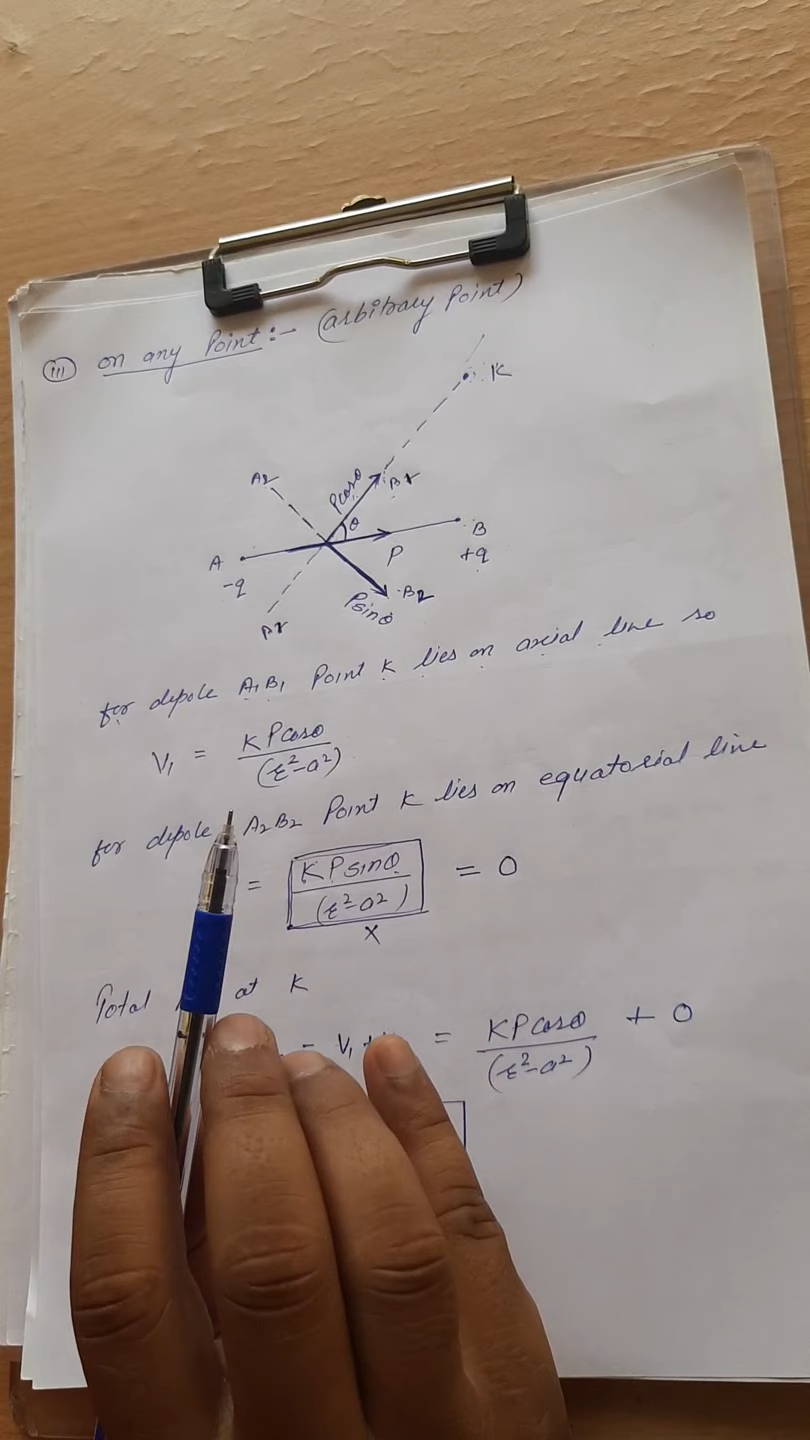 (iii) on any Point :- (arbitrary Point)
K
A2
Pcosθ
B1
θ
A
B
P
-q
+q
Psinθ
B2
for dipole A1B1 Point K lies on axial line so
V1 = KPcosθ/(r²-a²)
for dipole A2B2 Point K lies on equatorial line
= KPsinθ/(r²-a²) = 0
X
Total at K
= V1 + = KPcosθ/(r²-a²) + 0